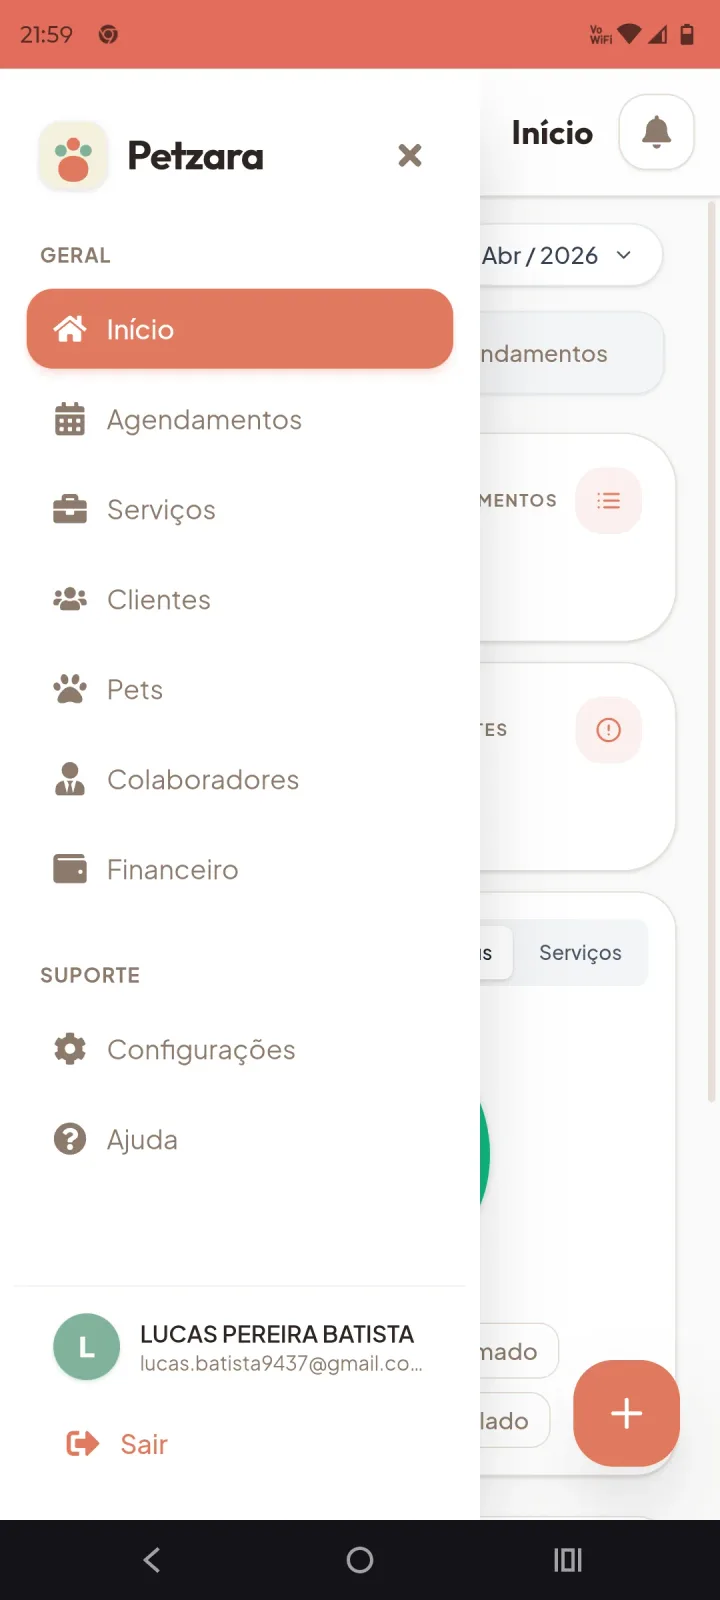 21:59
Vo
WiFi
Petzara
Início
GERAL
Abr / 2026
Início
ndamentos
Agendamentos
MENTOS
Serviços
Clientes
Pets
TES
Colaboradores
Financeiro
Serviços
SUPORTE
Configurações
Ajuda
LUCAS PEREIRA BATISTA
lucas.batista9437@gmail.co...
mado
lado
L
Sair